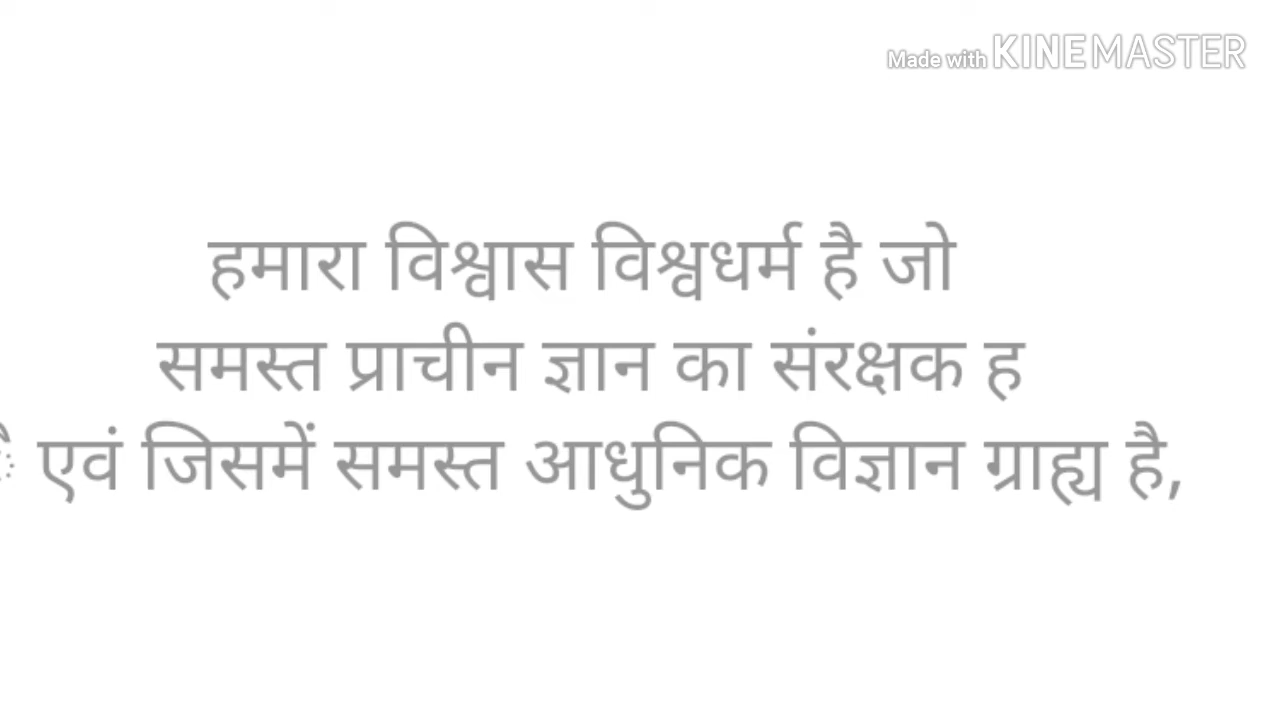 Made with KINEMASTER
हमारा विश्वास विश्वधर्म है जो
समस्त प्राचीन ज्ञान का संरक्षक ह
ै एवं जिसमें समस्त आधुनिक विज्ञान ग्राह्य है,